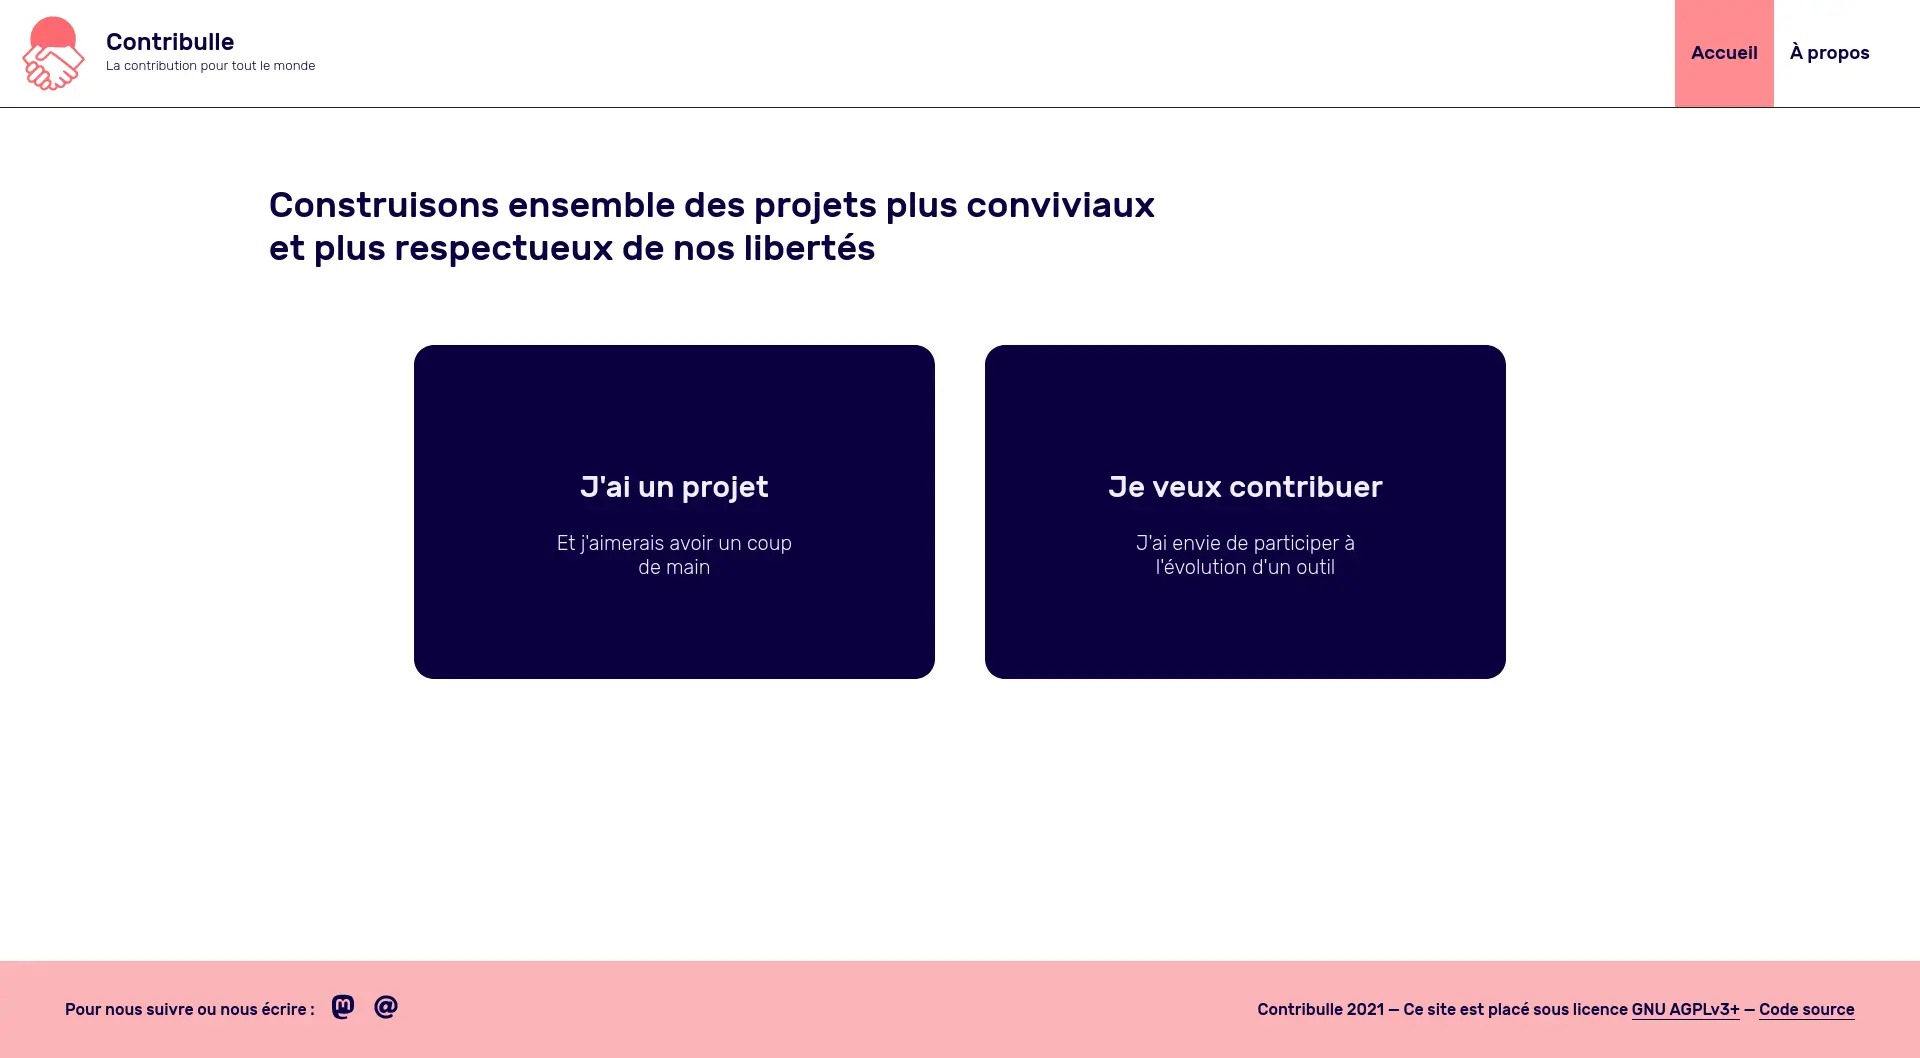 Contribulle
La contribution pour tout le monde
Accueil
À propos
Construisons ensemble des projets plus conviviaux
et plus respectueux de nos libertés
J'ai un projet
Et j'aimerais avoir un coup
de main
Je veux contribuer
J'ai envie de participer à
l'évolution d'un outil
Pour nous suivre ou nous écrire :
Contribulle 2021 — Ce site est placé sous licence GNU AGPLv3+ — Code source